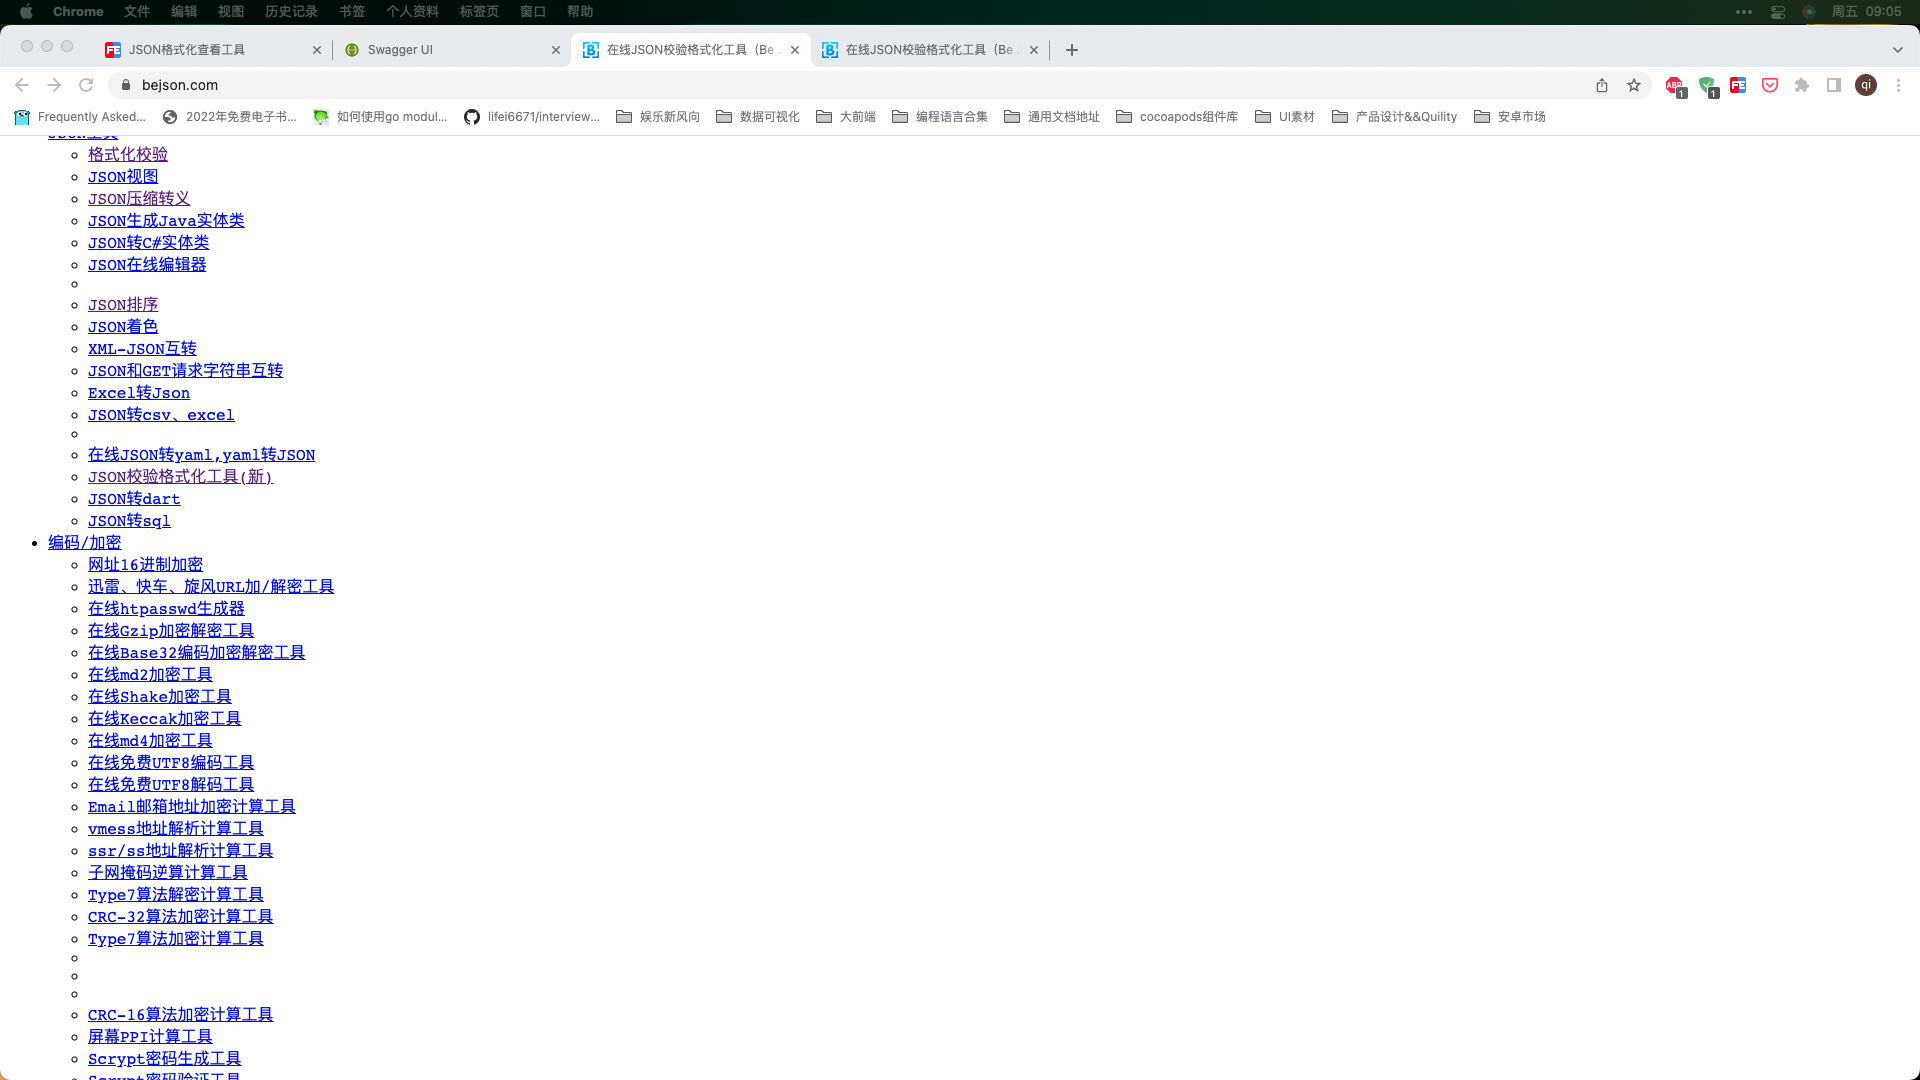 Chrome 文件 编辑 视图 历史记录 书签 个人资料 标签页 窗口 帮助 周五 09:05
JSON格式化查看工具 Swagger UI 在线JSON校验格式化工具（Be 在线JSON校验格式化工具（Be
bejson.com ABP 1 1 FE qi
Frequently Asked... 2022年免费电子书... 如何使用go modul... lifei6671/interview... 娱乐新风向 数据可视化 大前端 编程语言合集 通用文档地址 cocoapods组件库 UI素材 产品设计&&Quility 安卓市场
JSON工具
格式化校验
JSON视图
JSON压缩转义
JSON生成Java实体类
JSON转C#实体类
JSON在线编辑器
JSON排序
JSON着色
XML-JSON互转
JSON和GET请求字符串互转
Excel转Json
JSON转csv、excel
在线JSON转yaml,yaml转JSON
JSON校验格式化工具(新)
JSON转dart
JSON转sql
编码/加密
网址16进制加密
迅雷、快车、旋风URL加/解密工具
在线htpasswd生成器
在线Gzip加密解密工具
在线Base32编码加密解密工具
在线md2加密工具
在线Shake加密工具
在线Keccak加密工具
在线md4加密工具
在线免费UTF8编码工具
在线免费UTF8解码工具
Email邮箱地址加密计算工具
vmess地址解析计算工具
ssr/ss地址解析计算工具
子网掩码逆算计算工具
Type7算法解密计算工具
CRC-32算法加密计算工具
Type7算法加密计算工具
CRC-16算法加密计算工具
屏幕PPI计算工具
Scrypt密码生成工具
Scrypt密码验证工具